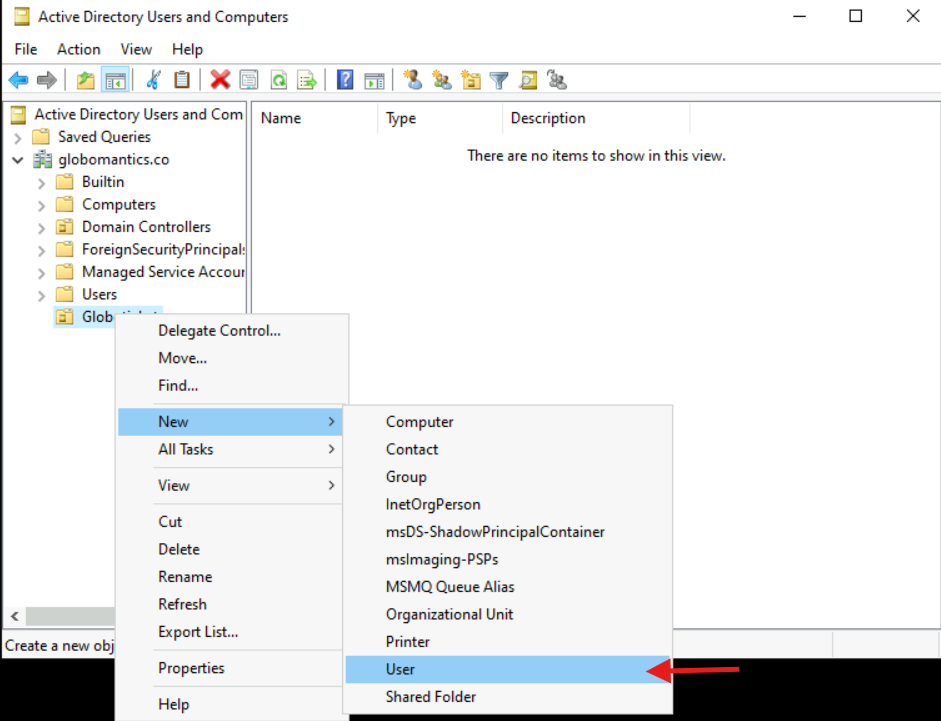 Active Directory Users and Computers
File Action View Help
Active Directory Users and Com
Name Type Description
Saved Queries
There are no items to show in this view.
globomantics.co
Builtin
Computers
Domain Controllers
ForeignSecurityPrincipals
Managed Service Accour
Users
Delegate Control...
Move...
Find...
New
All Tasks
View
Cut
Delete
Rename
Refresh
Export List...
Properties
Help
Computer
Contact
Group
InetOrgPerson
msDS-ShadowPrincipalContainer
msImaging-PSPs
MSMQ Queue Alias
Organizational Unit
Printer
User
Shared Folder
Create a new obj